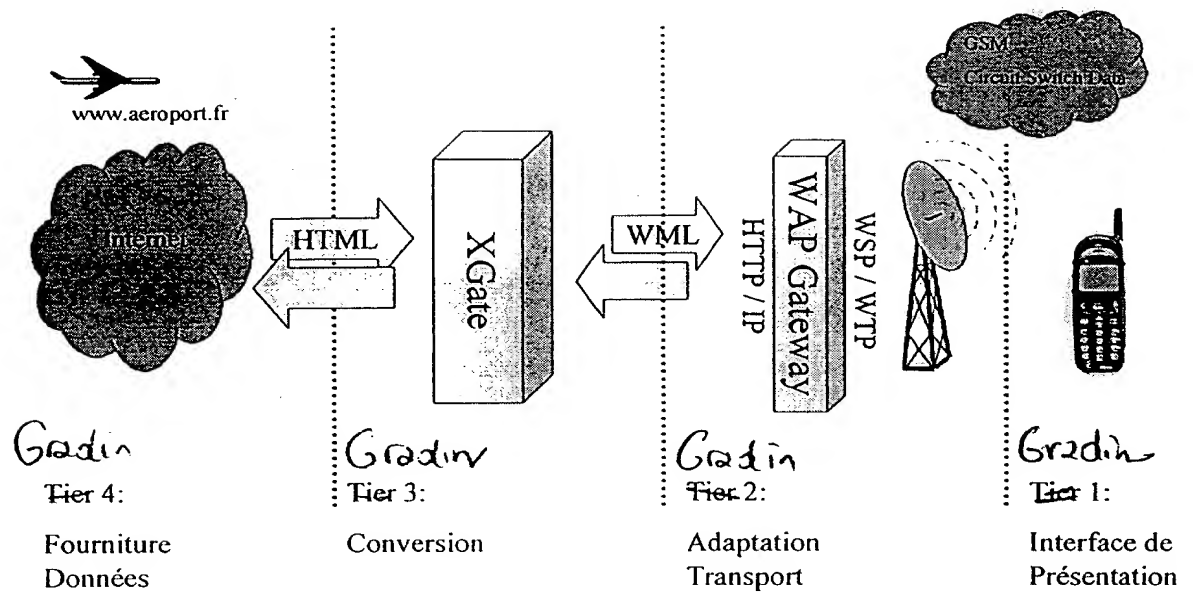 GSM
Circuit Switch Data
www.aeroport.fr
Internet
HTML
XGate
WML
HTTP / IP
WAP Gateway
WSP / WTP
Gradin
Gradin
Gradin
Gradin
Tier 4:
Tier 3:
Tier 2:
Tier 1:
Fourniture
Données
Conversion
Adaptation
Transport
Interface de
Présentation